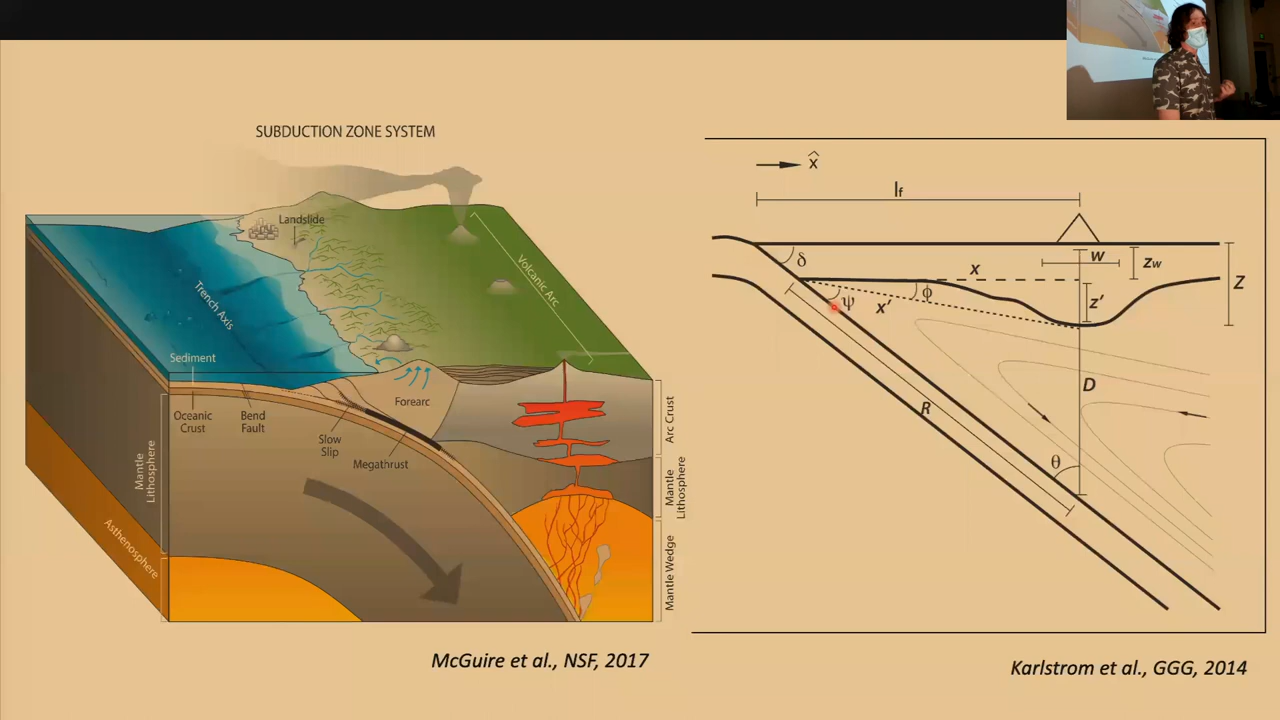 SUBDUCTION ZONE SYSTEM
Landslide
Volcanic Arc
Trench Axis
Sediment
Oceanic
Crust
Bend
Fault
Slow
Slip
Megathrust
Forearc
Mantle
Lithosphere
Asthenosphere
Arc Crust
Mantle
Lithosphere
Mantle Wedge
McGuire et al., NSF, 2017
x̂
lf
δ
x
w
zw
Z
ψ
x'
ϕ
z'
D
R
θ
Karlstrom et al., GGG, 2014